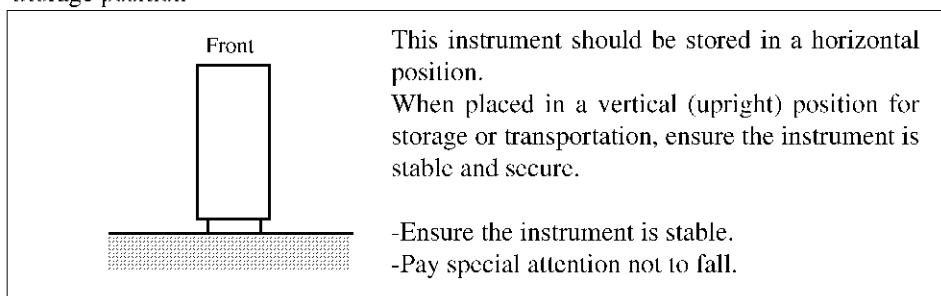 storage position
Front
This instrument should be stored in a horizontal
position.
When placed in a vertical (upright) position for
storage or transportation, ensure the instrument is
stable and secure.
-Ensure the instrument is stable.
-Pay special attention not to fall.